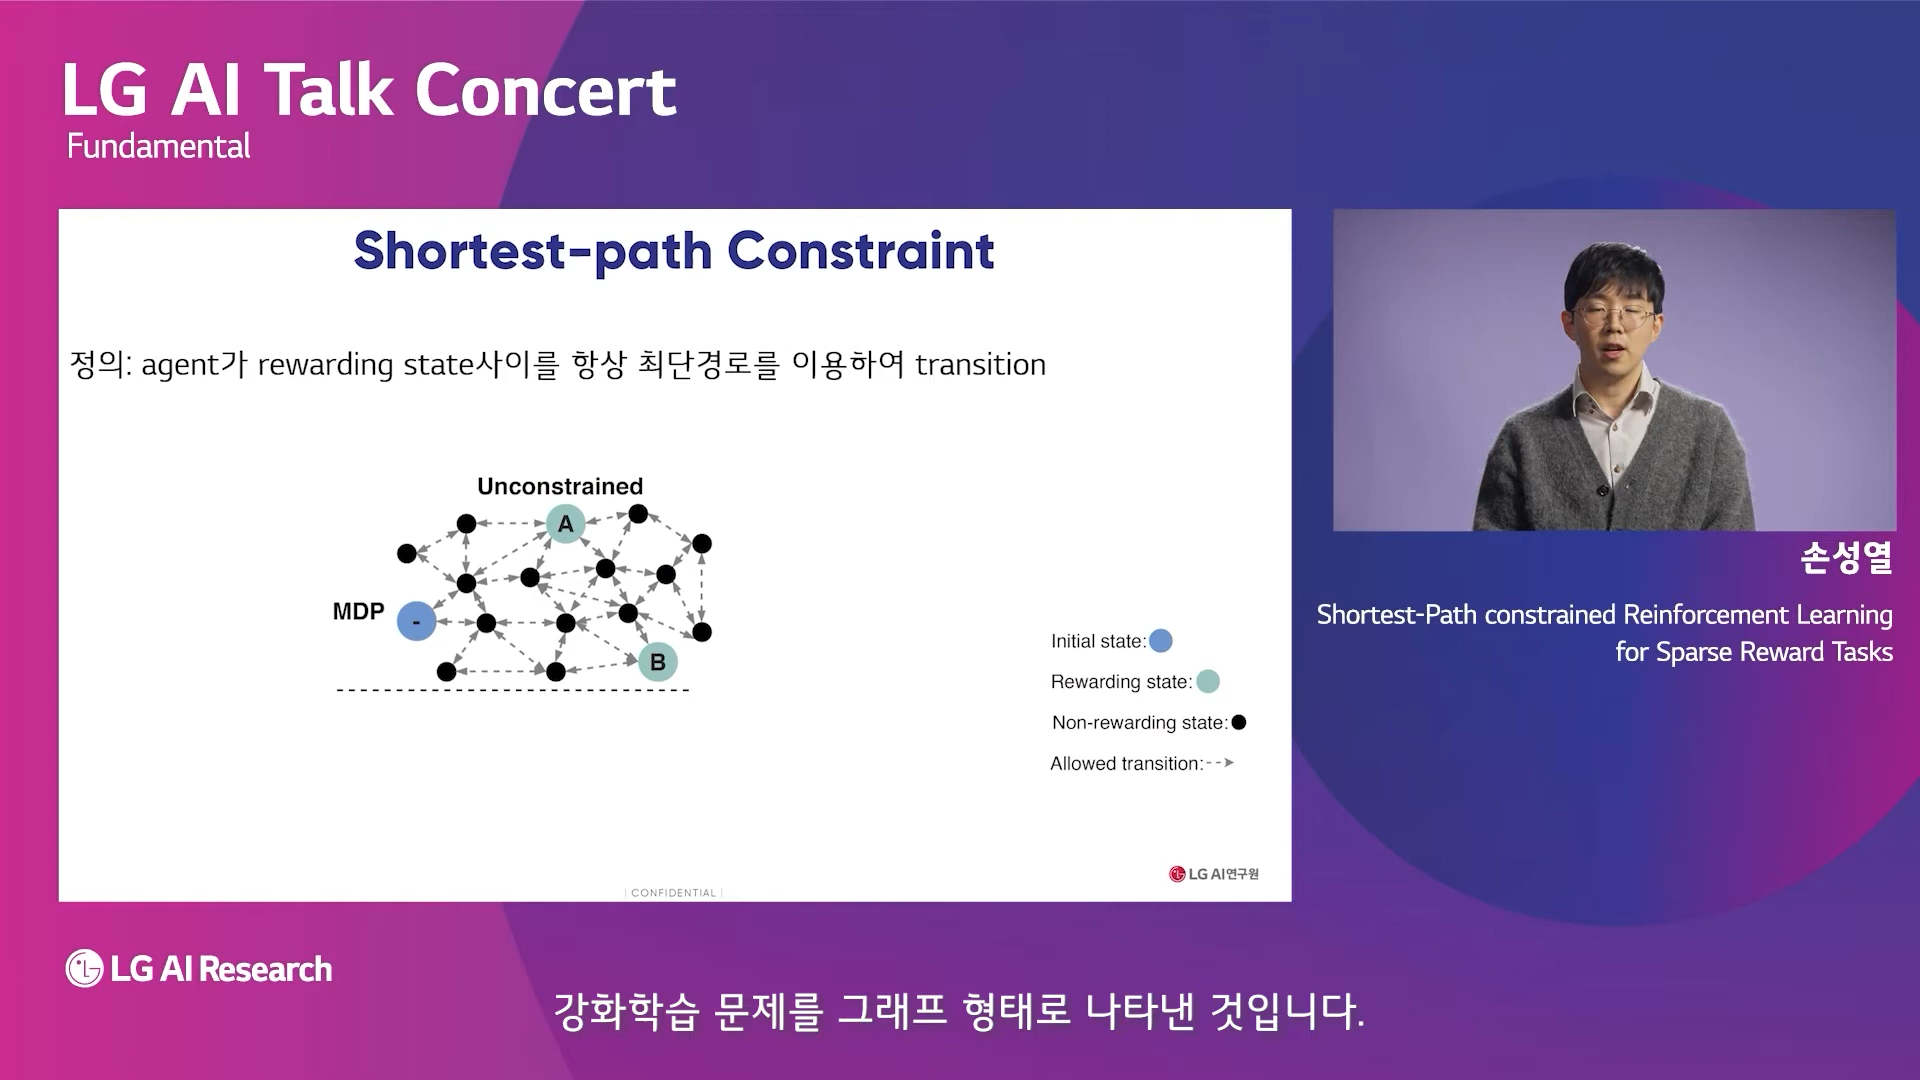 LG AI Talk Concert
Fundamental
Shortest-path Constraint
정의: agent가 rewarding state사이를 항상 최단경로를 이용하여 transition
Unconstrained
A
MDP
-
B
Initial state:
Rewarding state:
Non-rewarding state:
Allowed transition:
LG AI연구원
CONFIDENTIAL
손성열
Shortest-Path constrained Reinforcement Learning
for Sparse Reward Tasks
LG AI Research
강화학습 문제를 그래프 형태로 나타낸 것입니다.